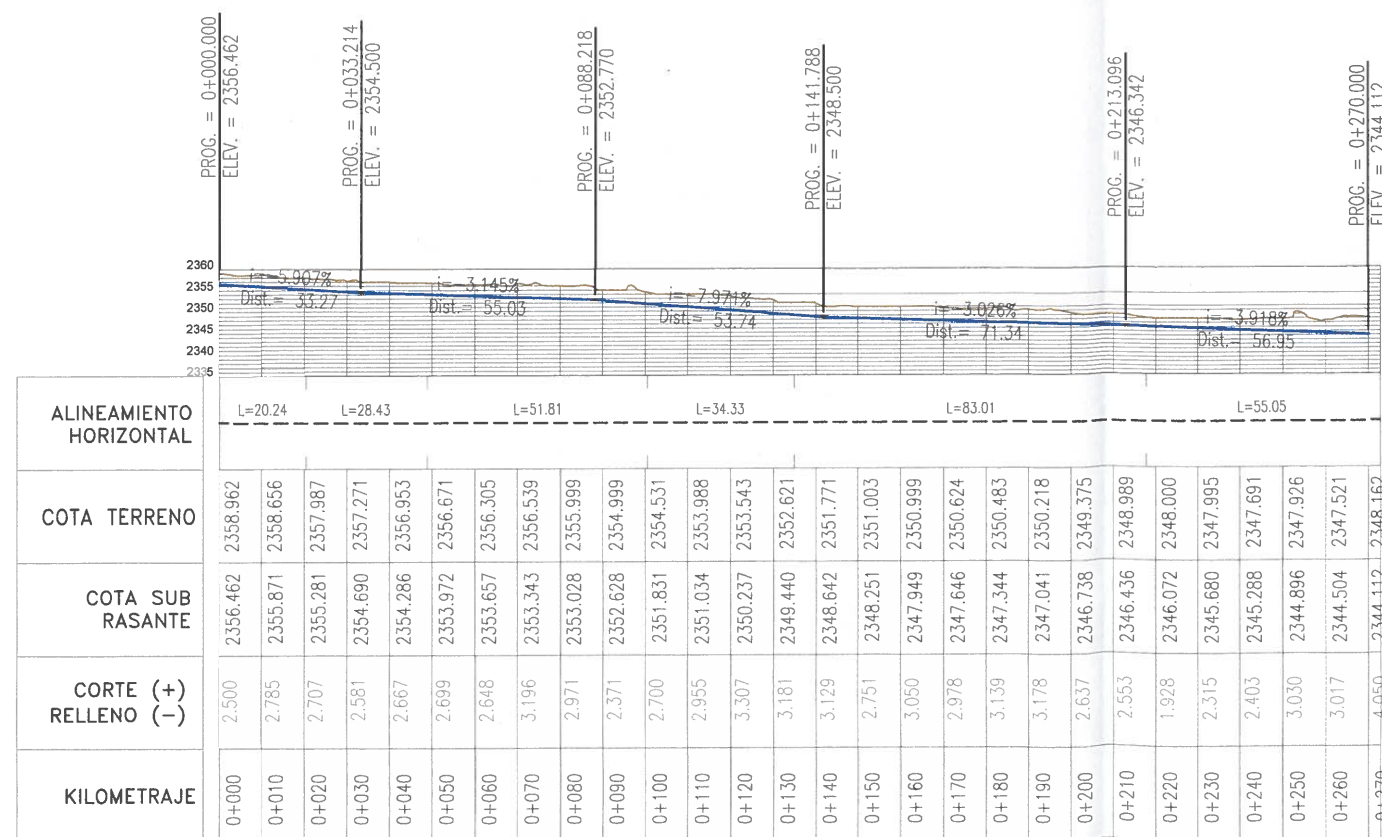 PROG. = 0+000.000
ELEV. = 2356.462
PROG. = 0+033.214
ELEV. = 2354.500
PROG. = 0+088.218
ELEV. = 2352.770
PROG. = 0+141.788
ELEV. = 2348.500
PROG. = 0+213.096
ELEV. = 2346.342
PROG. = 0+270.000
ELEV. = 2344.112
2360
2355
2350
2345
2340
2335
i=-5.907%
Dist.= 33.27
i=-3.145%
Dist.= 55.03
i=-7.971%
Dist.= 53.74
i=-3.026%
Dist.= 71.34
i=-3.918%
Dist.= 56.95
ALINEAMIENTO
HORIZONTAL
L=20.24 L=28.43 L=51.81 L=34.33 L=83.01 L=55.05
COTA TERRENO
2358.962 2358.656 2357.987 2357.271 2356.953 2356.671 2356.305 2356.539 2355.999 2354.999 2354.531 2353.988 2353.543 2352.621 2351.771 2351.003 2350.999 2350.624 2350.483 2350.218 2349.375 2348.989 2348.000 2347.995 2347.691 2347.926 2347.521 2348.162
COTA SUB
RASANTE
2356.462 2355.871 2355.281 2354.690 2354.286 2353.972 2353.657 2353.343 2353.028 2352.628 2351.831 2351.034 2350.237 2349.440 2348.642 2348.251 2347.949 2347.646 2347.344 2347.041 2346.738 2346.436 2346.072 2345.680 2345.288 2344.896 2344.504 2344.112
CORTE (+)
RELLENO (-)
2.500 2.785 2.707 2.581 2.667 2.699 2.648 3.196 2.971 2.371 2.700 2.955 3.307 3.181 3.129 2.751 3.050 2.978 3.139 3.178 2.637 2.553 1.928 2.315 2.403 3.030 3.017 4.050
KILOMETRAJE
0+000 0+010 0+020 0+030 0+040 0+050 0+060 0+070 0+080 0+090 0+100 0+110 0+120 0+130 0+140 0+150 0+160 0+170 0+180 0+190 0+200 0+210 0+220 0+230 0+240 0+250 0+260 0+270